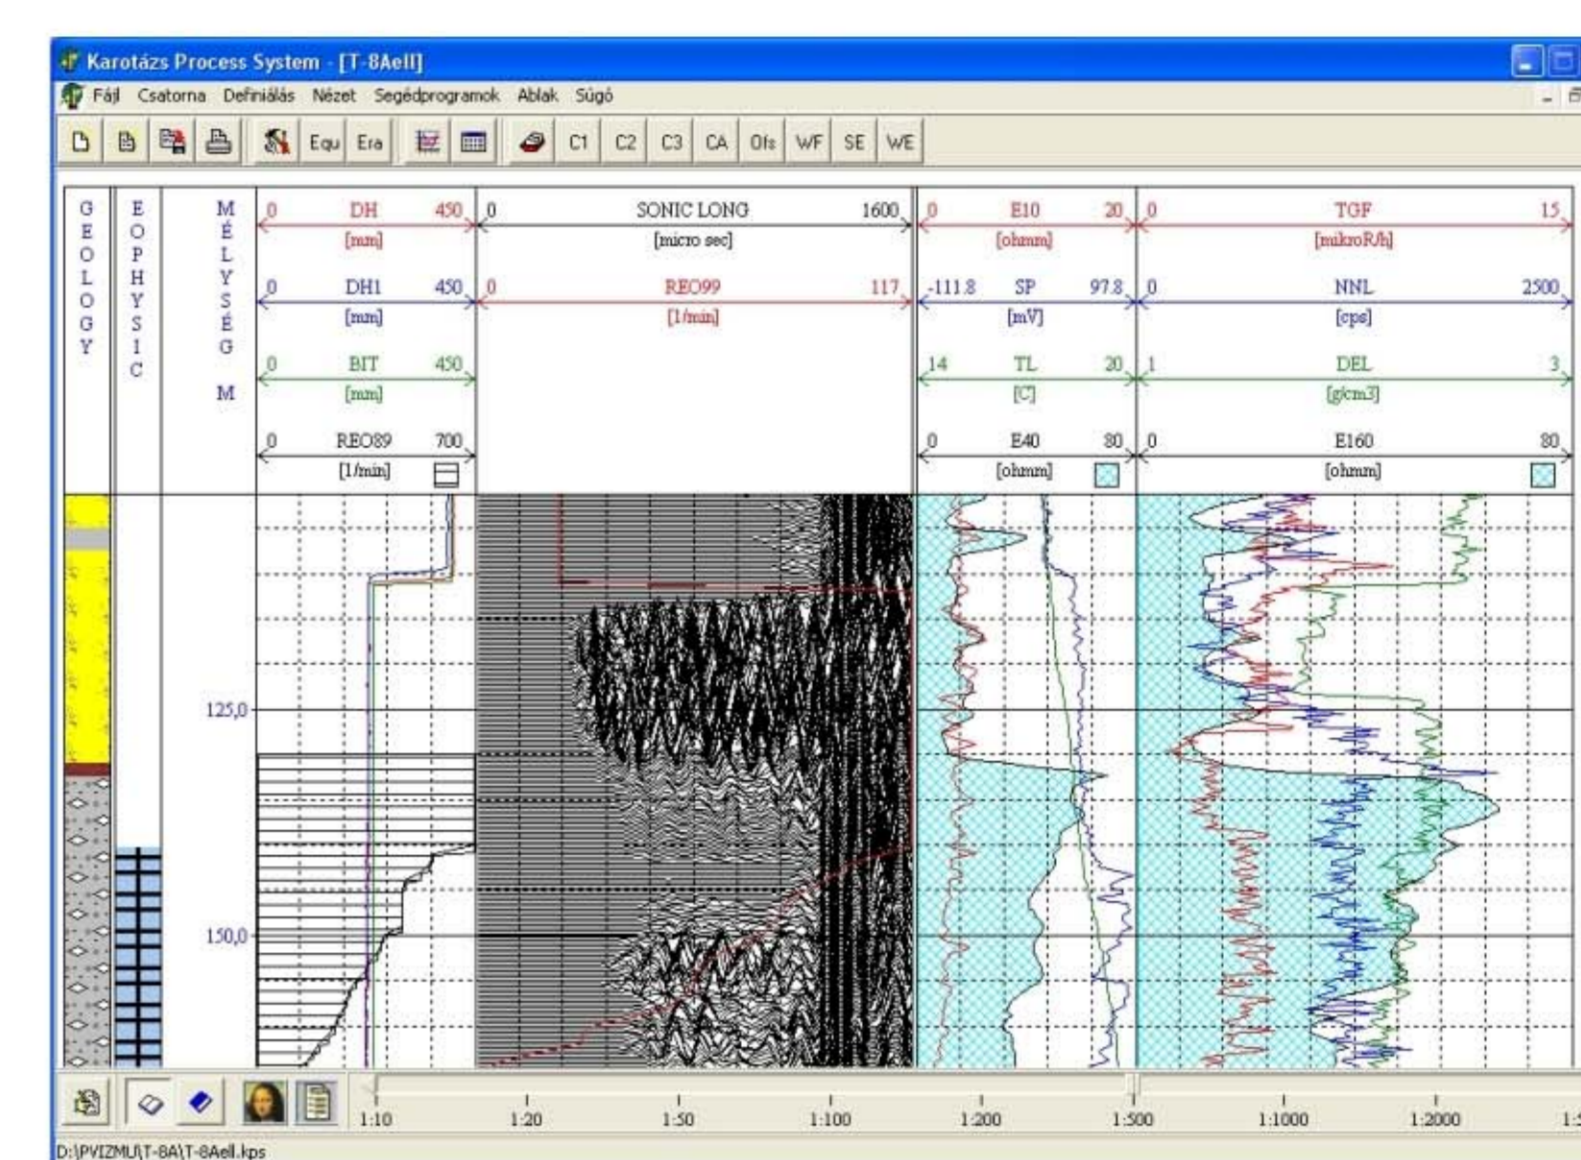 Karotázs Process System - [T-8Aell]
Fájl Csatorna Definiálás Nézet Segédprogramok Ablak Súgó
Equ Era C1 C2 C3 CA Ofs WF SE WE
GEOLOGY
EOPHYSIC
MÉLYSÉG M
0 DH 450
[mm]
0 DH1 450
[mm]
0 BIT 450
[mm]
0 REO89 700
[1/min]
0 SONIC LONG 1600
[micro sec]
0 REO99 117
[1/min]
0 E10 20
[ohmm]
-111.8 SP 97.8
[mV]
14 TL 20
[C]
0 E40 80
[ohmm]
0 TGF 15
[mikroR/h]
0 NNL 2500
[cps]
1 DEL 3
[g/cm3]
0 E160 80
[ohmm]
125,0
150,0
1:10 1:20 1:50 1:100 1:200 1:500 1:1000 1:2000
D:\PVIZMU\T-8A\T-8Aell.kps